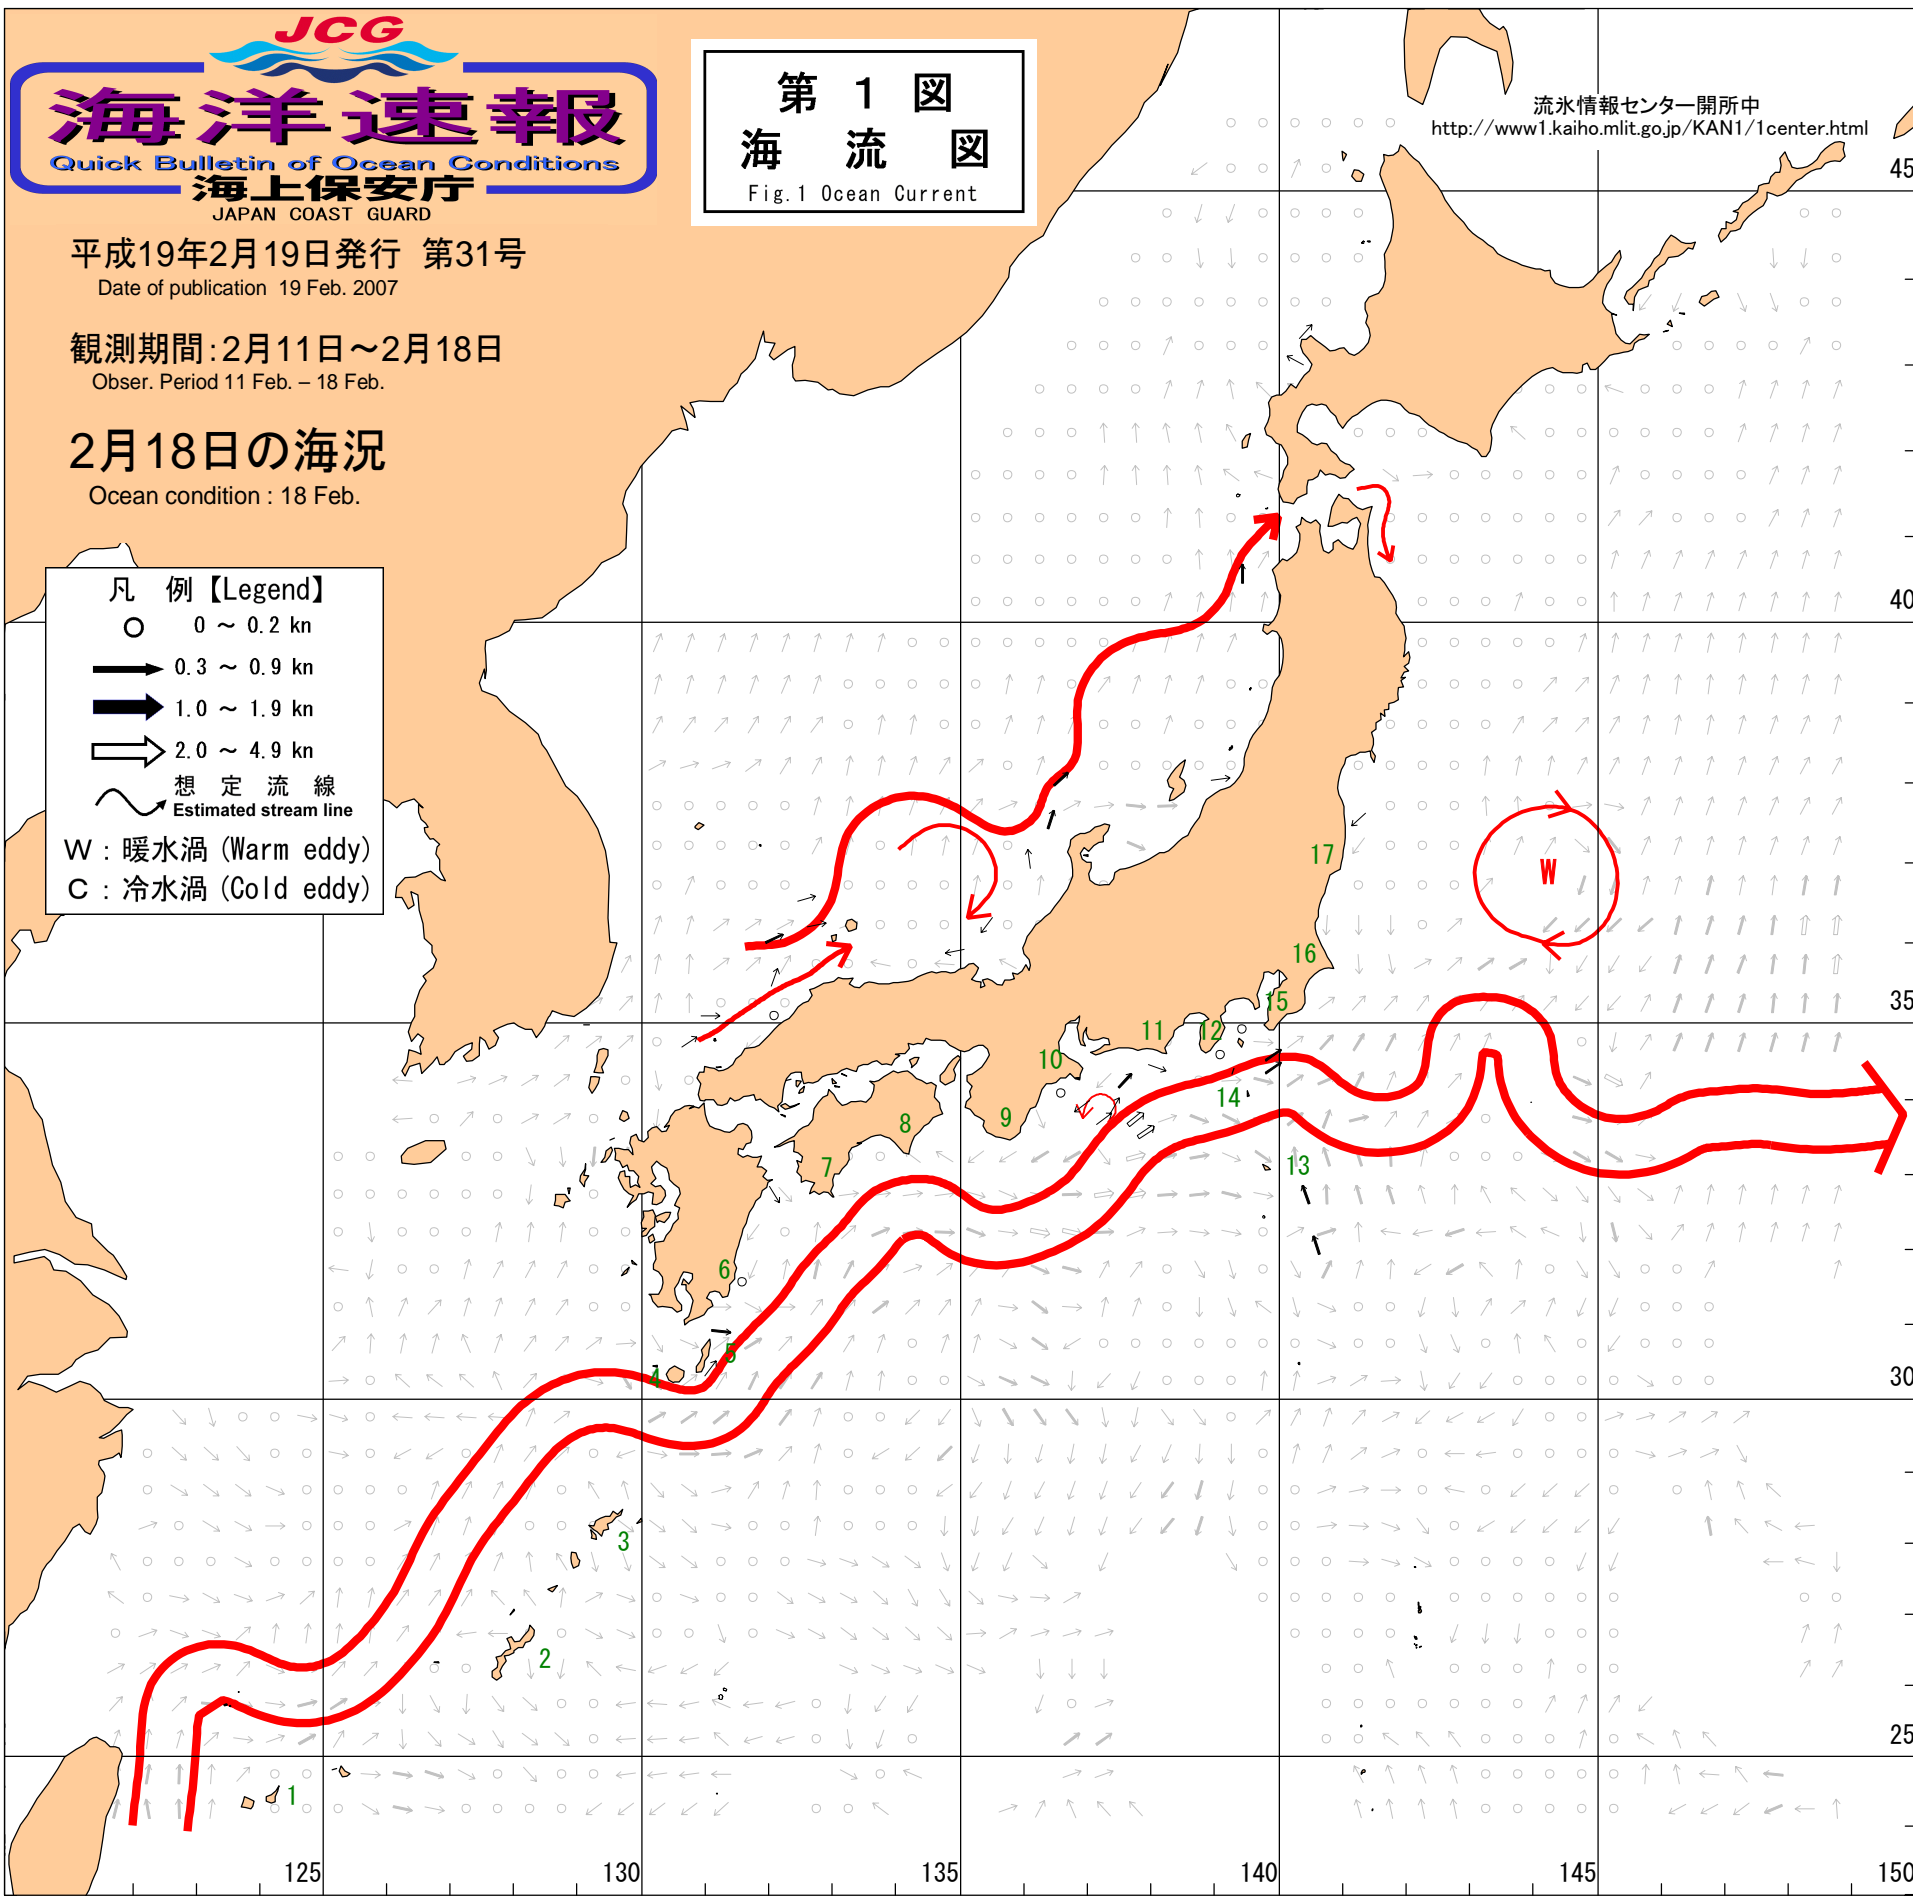 JCG
海洋速報
Quick Bulletin of Ocean Conditions
海上保安庁
JAPAN COAST GUARD
平成19年2月19日発行 第31号
Date of publication 19 Feb. 2007
観測期間:2月11日～2月18日
Obser. Period 11 Feb. – 18 Feb.
2月18日の海況
Ocean condition : 18 Feb.
第 1 図
海 流 図
Fig.1 Ocean Current
流氷情報センター開所中
http://www1.kaiho.mlit.go.jp/KAN1/1center.html
凡 例【Legend】
0 ～ 0.2 kn
0.3 ～ 0.9 kn
1.0 ～ 1.9 kn
2.0 ～ 4.9 kn
想 定 流 線
Estimated stream line
W : 暖水渦 (Warm eddy)
C : 冷水渦 (Cold eddy)
45
40
17
W
16
35
15
12
11
10
14
9
8
7
13
6
5
4
30
3
2
25
1
125
130
135
140
145
150